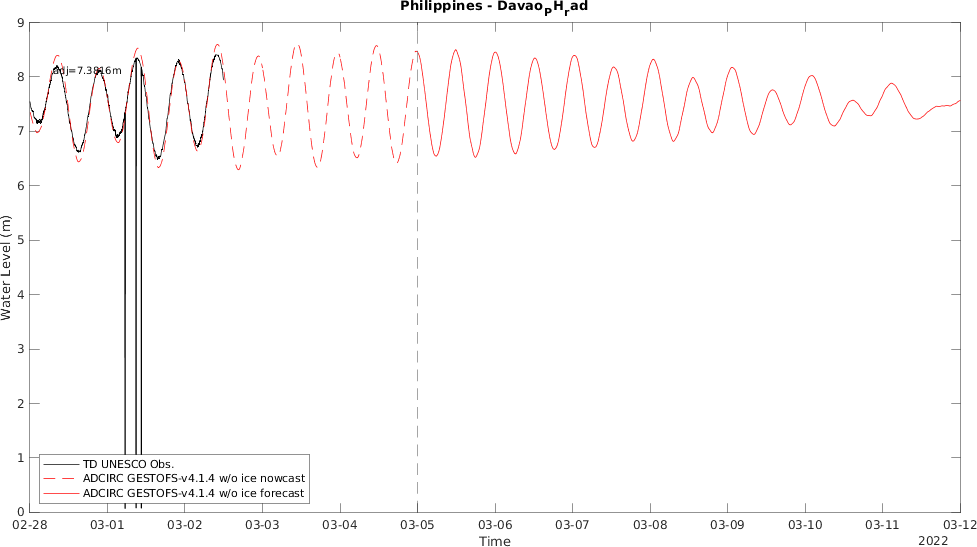 Philippines - Davao_PH_rad
Water Level (m)
9
8
7
6
5
4
3
2
1
0
adj=7.3816m
TD UNESCO Obs.
ADCIRC GESTOFS-v4.1.4 w/o ice nowcast
ADCIRC GESTOFS-v4.1.4 w/o ice forecast
02-28 03-01 03-02 03-03 03-04 03-05 03-06 03-07 03-08 03-09 03-10 03-11 03-12
Time
2022